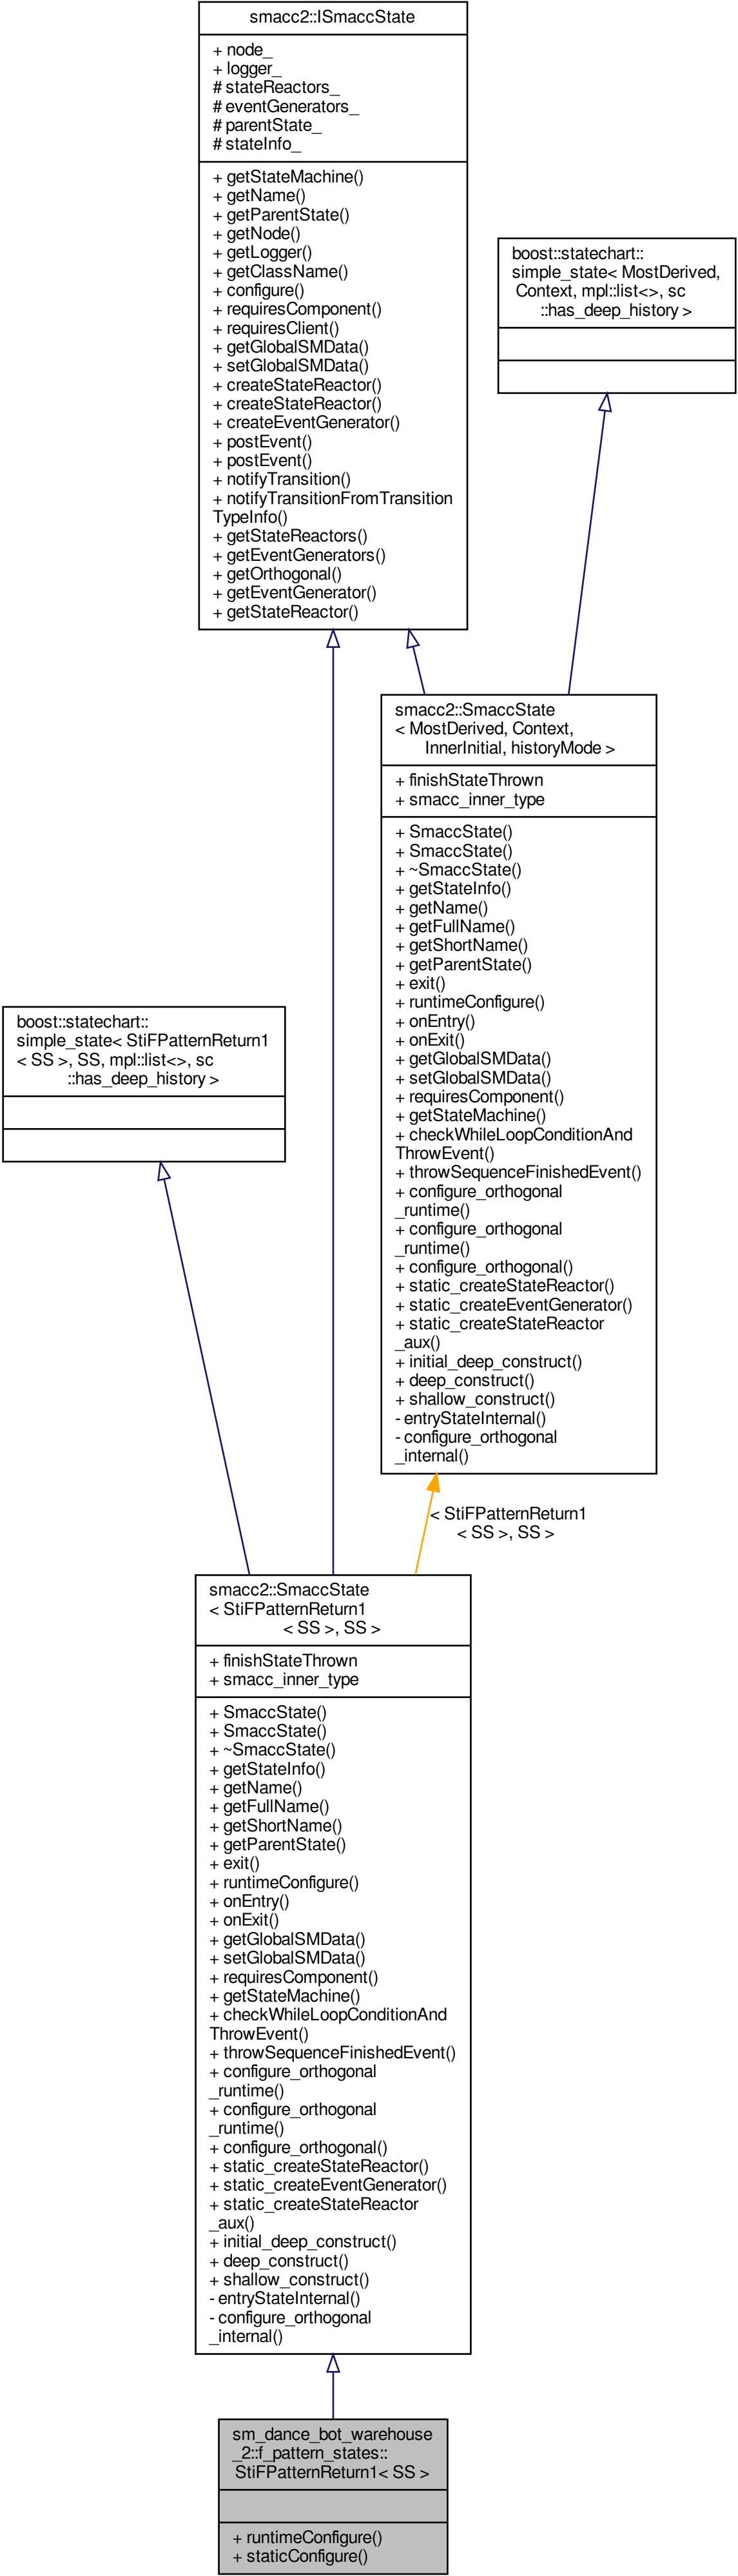 smacc2::ISmaccState
+ node_
+ logger_
# stateReactors_
# eventGenerators_
# parentState_
# stateInfo_
+ getStateMachine()
+ getName()
+ getParentState()
+ getNode()
+ getLogger()
+ getClassName()
+ configure()
+ requiresComponent()
+ requiresClient()
+ getGlobalSMData()
+ setGlobalSMData()
+ createStateReactor()
+ createStateReactor()
+ createEventGenerator()
+ postEvent()
+ postEvent()
+ notifyTransition()
+ notifyTransitionFromTransition
TypeInfo()
+ getStateReactors()
+ getEventGenerators()
+ getOrthogonal()
+ getEventGenerator()
+ getStateReactor()
boost::statechart::
simple_state< MostDerived,
Context, mpl::list<>, sc
::has_deep_history >
smacc2::SmaccState
< MostDerived, Context,
InnerInitial, historyMode >
+ finishStateThrown
+ smacc_inner_type
+ SmaccState()
+ SmaccState()
+ ~SmaccState()
+ getStateInfo()
+ getName()
+ getFullName()
+ getShortName()
+ getParentState()
+ exit()
+ runtimeConfigure()
+ onEntry()
+ onExit()
+ getGlobalSMData()
+ setGlobalSMData()
+ requiresComponent()
+ getStateMachine()
+ checkWhileLoopConditionAnd
ThrowEvent()
+ throwSequenceFinishedEvent()
+ configure_orthogonal
_runtime()
+ configure_orthogonal
_runtime()
+ configure_orthogonal()
+ static_createStateReactor()
+ static_createEventGenerator()
+ static_createStateReactor
_aux()
+ initial_deep_construct()
+ deep_construct()
+ shallow_construct()
- entryStateInternal()
- configure_orthogonal
_internal()
boost::statechart::
simple_state< StiFPatternReturn1
< SS >, SS, mpl::list<>, sc
::has_deep_history >
< StiFPatternReturn1
< SS >, SS >
smacc2::SmaccState
< StiFPatternReturn1
< SS >, SS >
+ finishStateThrown
+ smacc_inner_type
+ SmaccState()
+ SmaccState()
+ ~SmaccState()
+ getStateInfo()
+ getName()
+ getFullName()
+ getShortName()
+ getParentState()
+ exit()
+ runtimeConfigure()
+ onEntry()
+ onExit()
+ getGlobalSMData()
+ setGlobalSMData()
+ requiresComponent()
+ getStateMachine()
+ checkWhileLoopConditionAnd
ThrowEvent()
+ throwSequenceFinishedEvent()
+ configure_orthogonal
_runtime()
+ configure_orthogonal
_runtime()
+ configure_orthogonal()
+ static_createStateReactor()
+ static_createEventGenerator()
+ static_createStateReactor
_aux()
+ initial_deep_construct()
+ deep_construct()
+ shallow_construct()
- entryStateInternal()
- configure_orthogonal
_internal()
sm_dance_bot_warehouse
_2::f_pattern_states::
StiFPatternReturn1< SS >
+ runtimeConfigure()
+ staticConfigure()